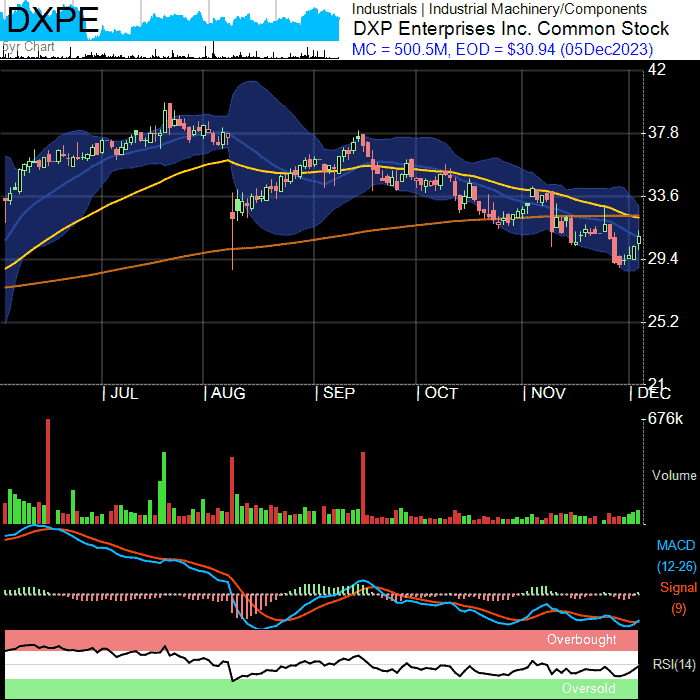 DXPE
5yr Chart
Industrials | Industrial Machinery/Components
DXP Enterprises Inc. Common Stock
MC = 500.5M, EOD = $30.94 (05Dec2023)
42
37.8
33.6
29.4
25.2
21
| JUL | AUG | SEP | OCT | NOV | DEC
676k
Volume
MACD
(12-26)
Signal
(9)
Overbought
RSI(14)
Oversold